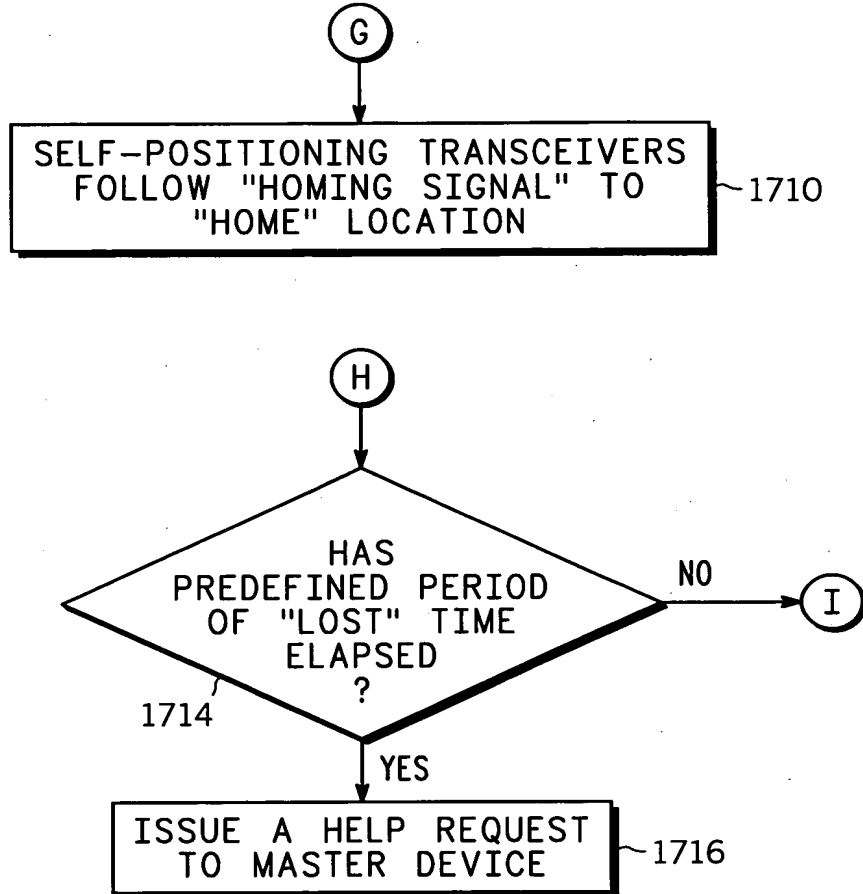 G
SELF-POSITIONING TRANSCEIVERS
FOLLOW "HOMING SIGNAL" TO
"HOME" LOCATION
1710
H
HAS
PREDEFINED PERIOD
OF "LOST" TIME
ELAPSED
?
NO
I
1714
YES
ISSUE A HELP REQUEST
TO MASTER DEVICE
1716